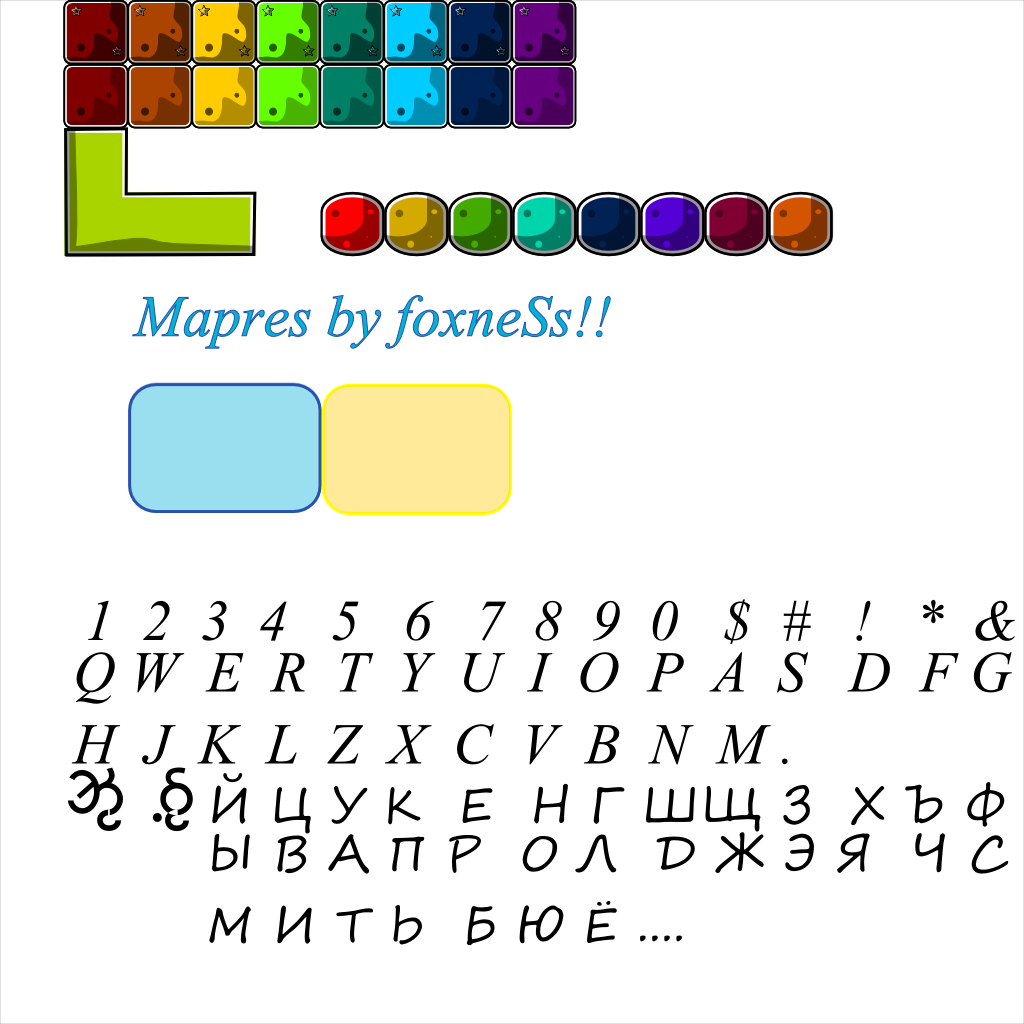 Mapres by foxneSs!!
1 2 3 4 5 6 7 8 9 0 $ # ! * &
Q W E R T Y U I O P A S D F G
H J K L Z X C V B N M .
Й Ц У К Е Н Г Ш Щ З Х Ъ Ф
Ы В А П Р О Л D Ж Э Я Ч С
М И Т Ь Б Ю Ё ....